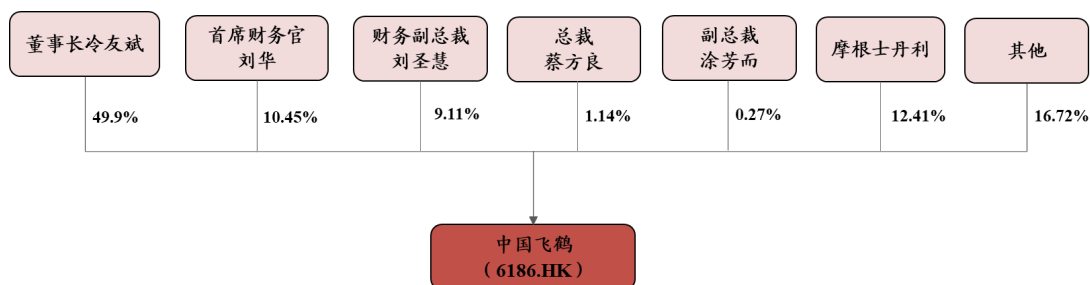 董事长冷友斌
首席财务官
刘华
财务副总裁
刘圣慧
总裁
蔡方良
副总裁
涂芳而
摩根士丹利
其他
49.9%
10.45%
9.11%
1.14%
0.27%
12.41%
16.72%
中国飞鹤
（6186.HK）